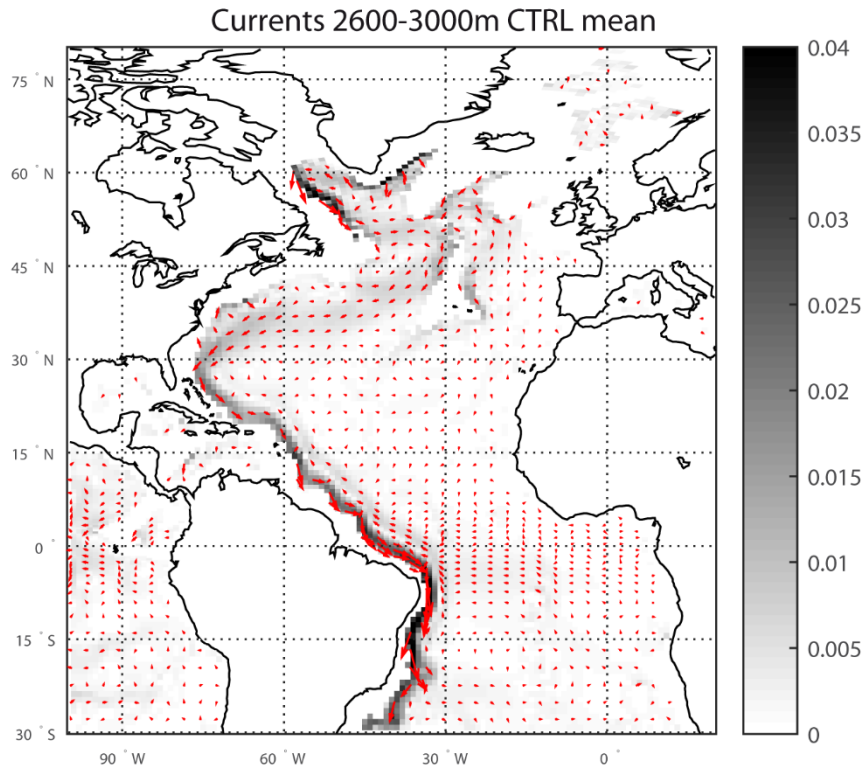 Currents 2600-3000m CTRL mean
75 ° N
60 ° N
45 ° N
30 ° N
15 ° N
0 °
15 ° S
30 ° S
90 ° W
60 ° W
30 ° W
0 °
0.04
0.035
0.03
0.025
0.02
0.015
0.01
0.005
0